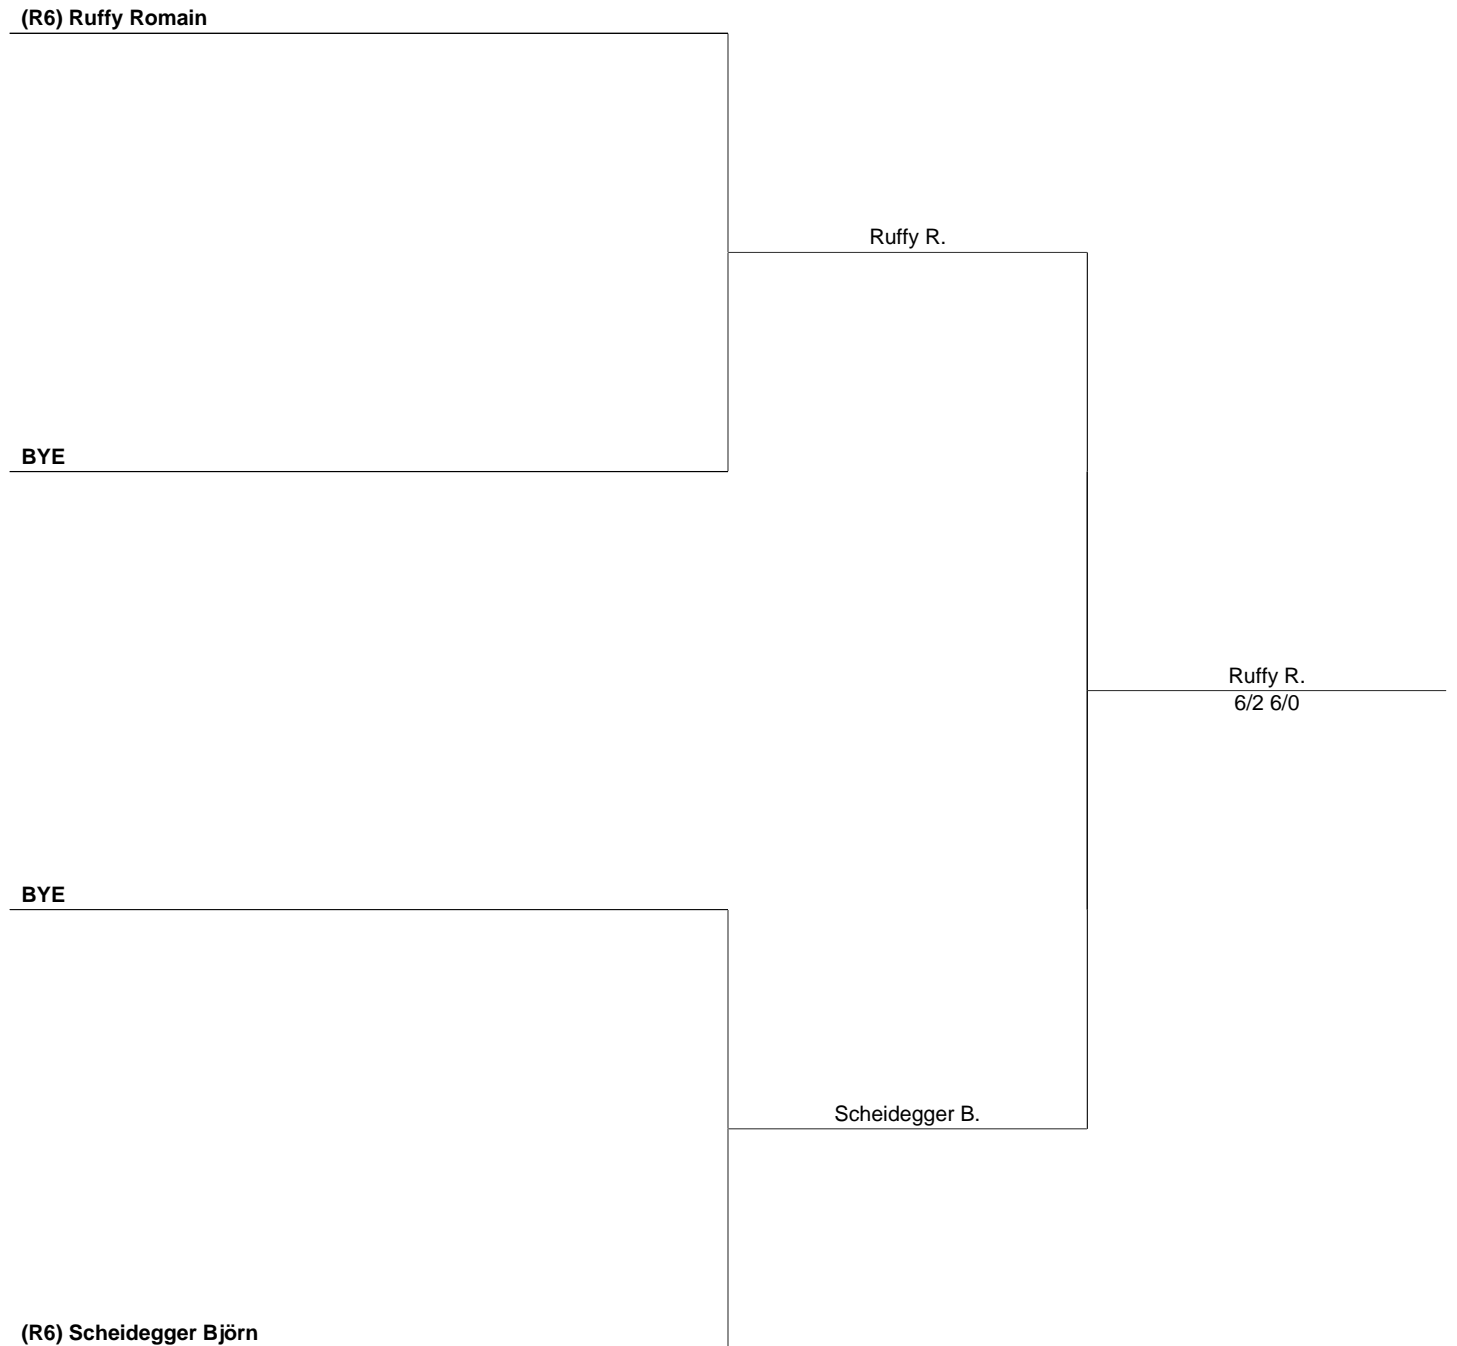 (R6) Ruffy Romain
Ruffy R.
BYE
Ruffy R.
6/2 6/0
BYE
Scheidegger B.
(R6) Scheidegger Björn